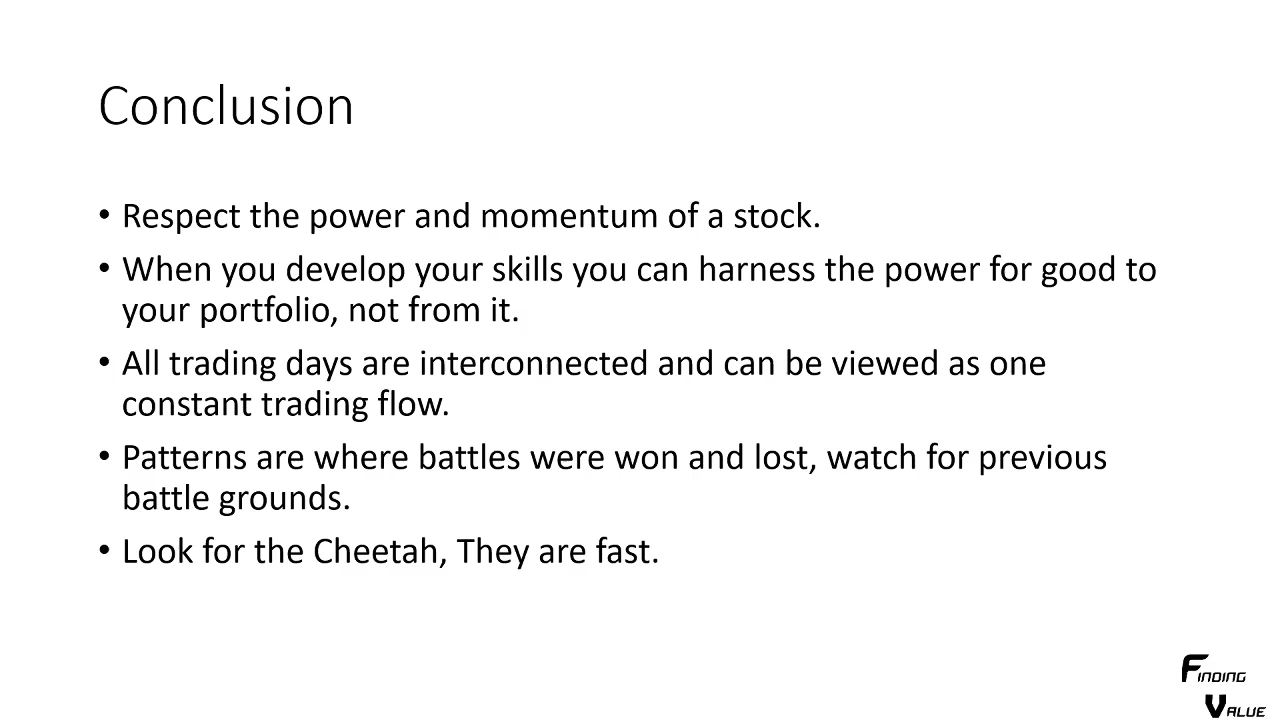 Conclusion
• Respect the power and momentum of a stock.
• When you develop your skills you can harness the power for good to
your portfolio, not from it.
• All trading days are interconnected and can be viewed as one
constant trading flow.
• Patterns are where battles were won and lost, watch for previous
battle grounds.
• Look for the Cheetah, They are fast.
Finding
Value